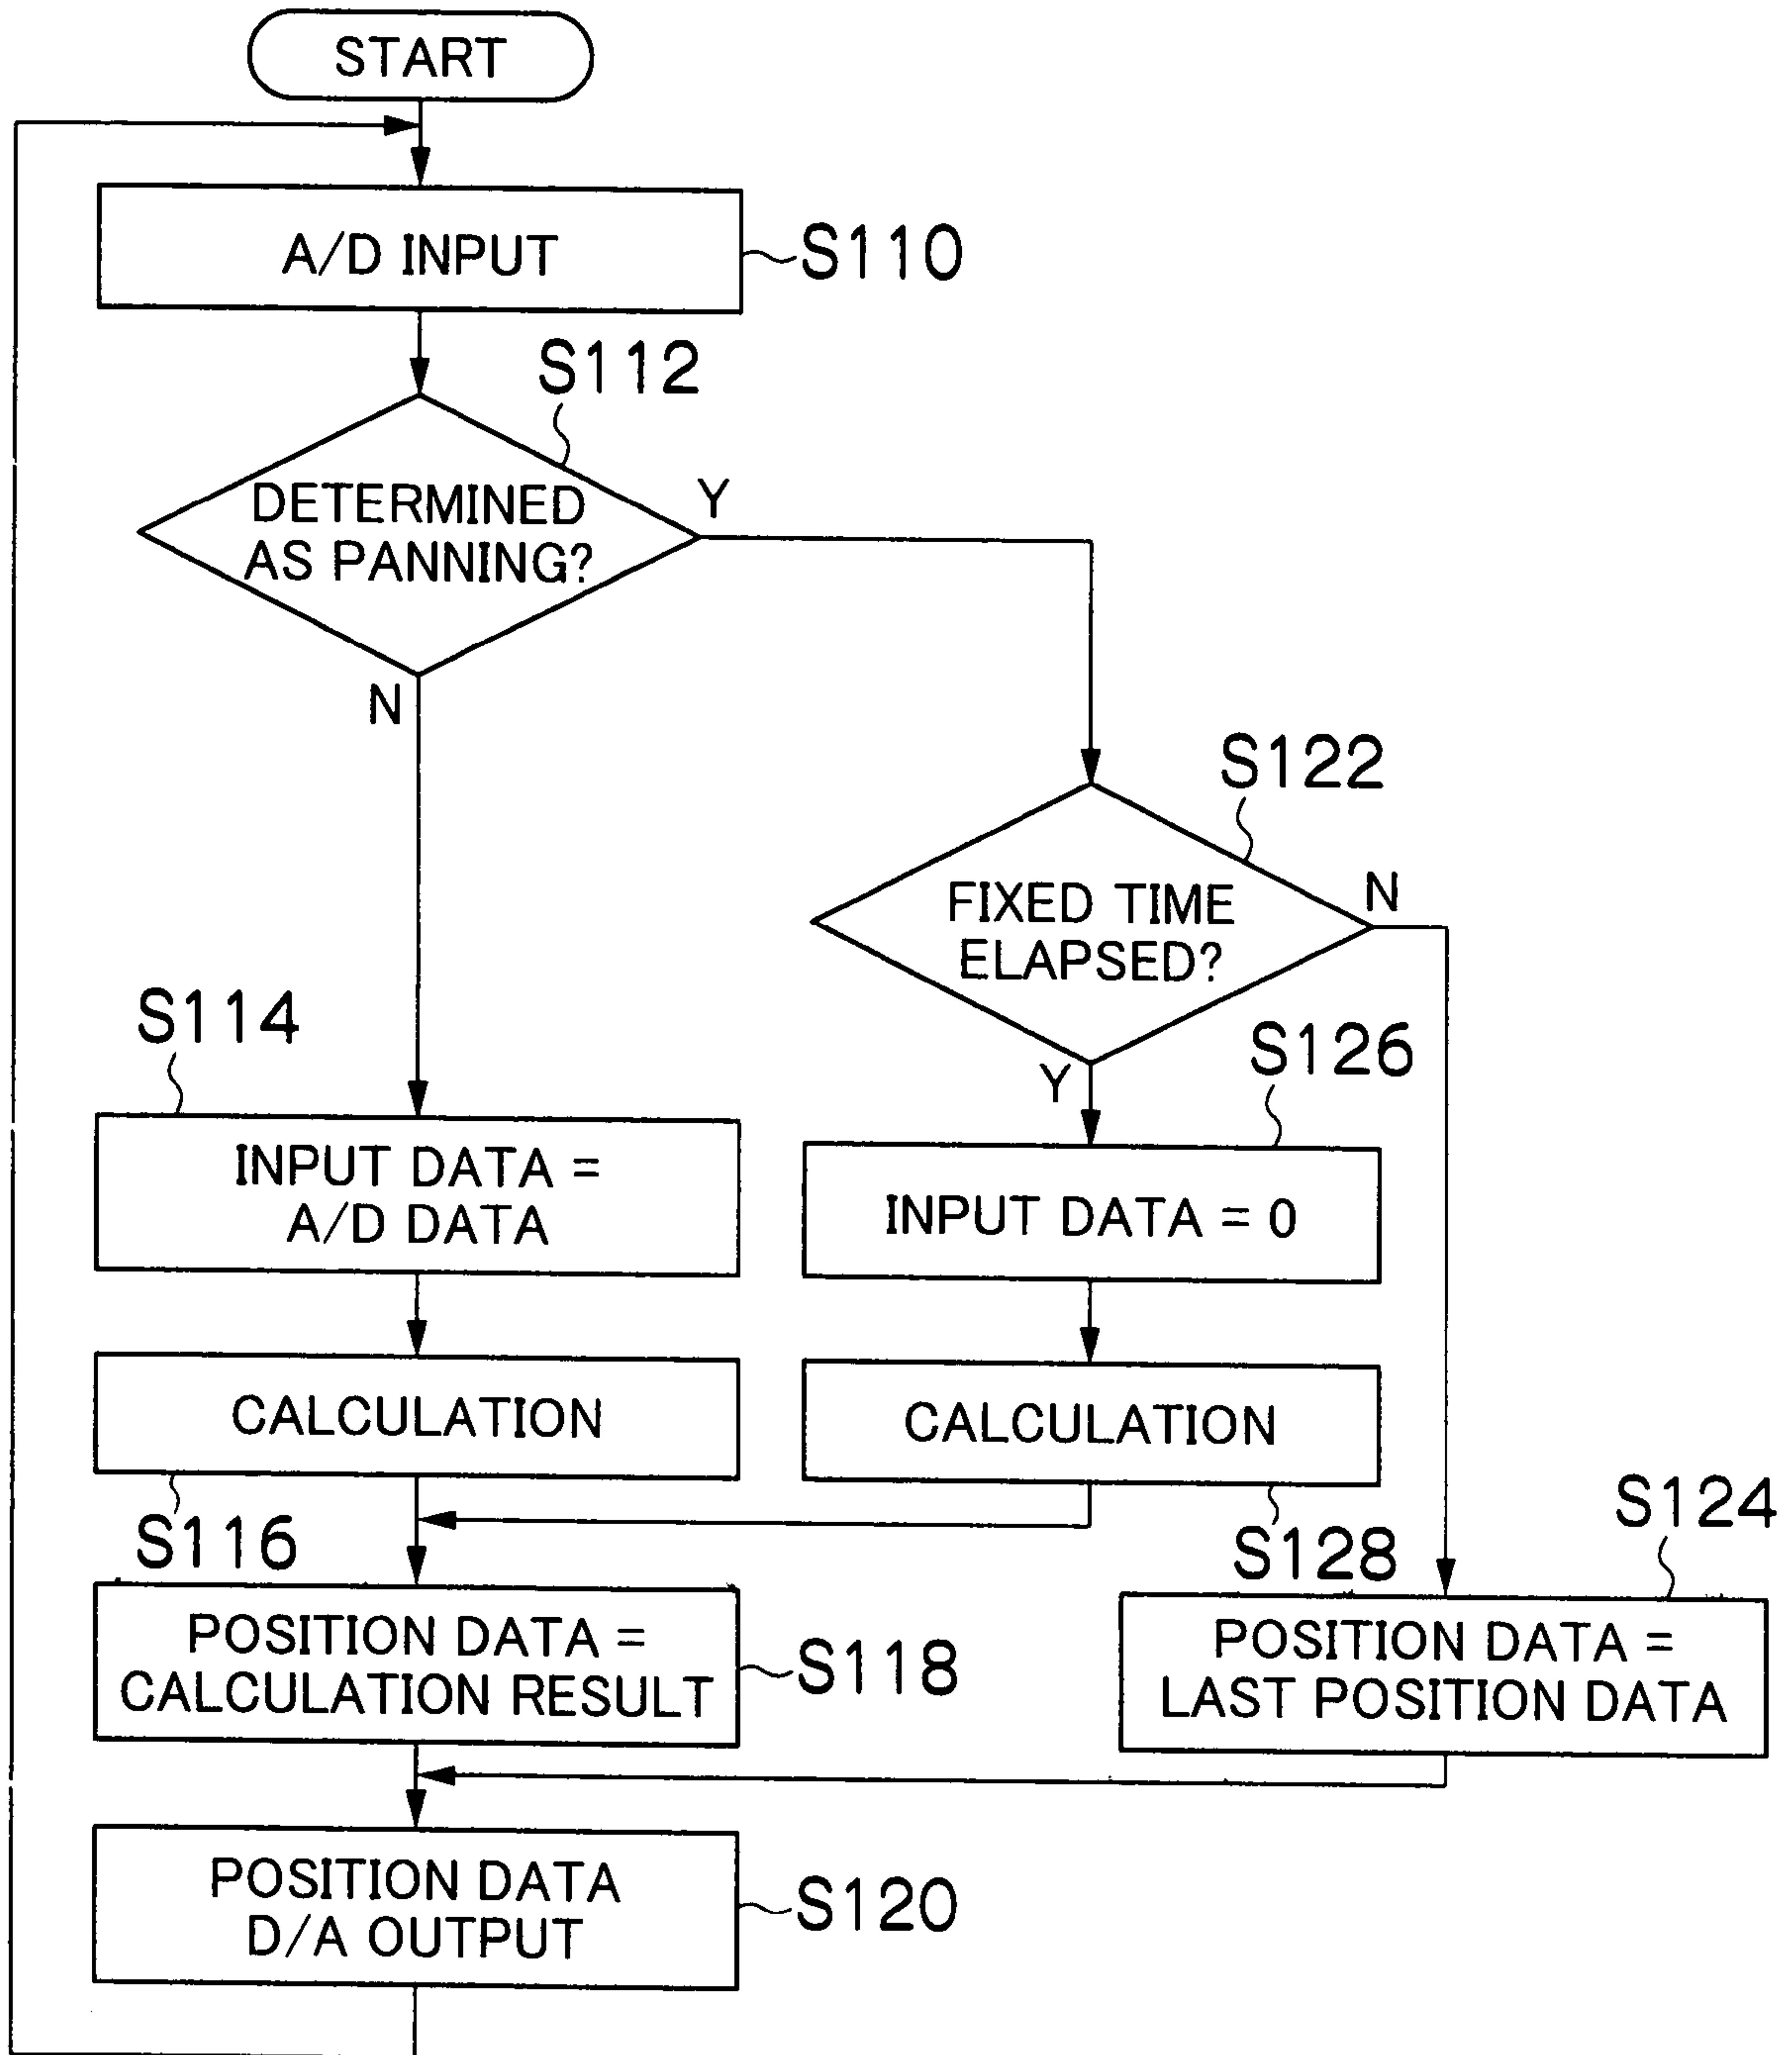 START
A/D INPUT
S110
S112
DETERMINED
AS PANNING?
Y
N
S122
FIXED TIME
ELAPSED?
N
Y
S114
INPUT DATA =
A/D DATA
S126
INPUT DATA = 0
CALCULATION
S116
CALCULATION
S128
POSITION DATA =
CALCULATION RESULT
S118
S124
POSITION DATA =
LAST POSITION DATA
POSITION DATA
D/A OUTPUT
S120